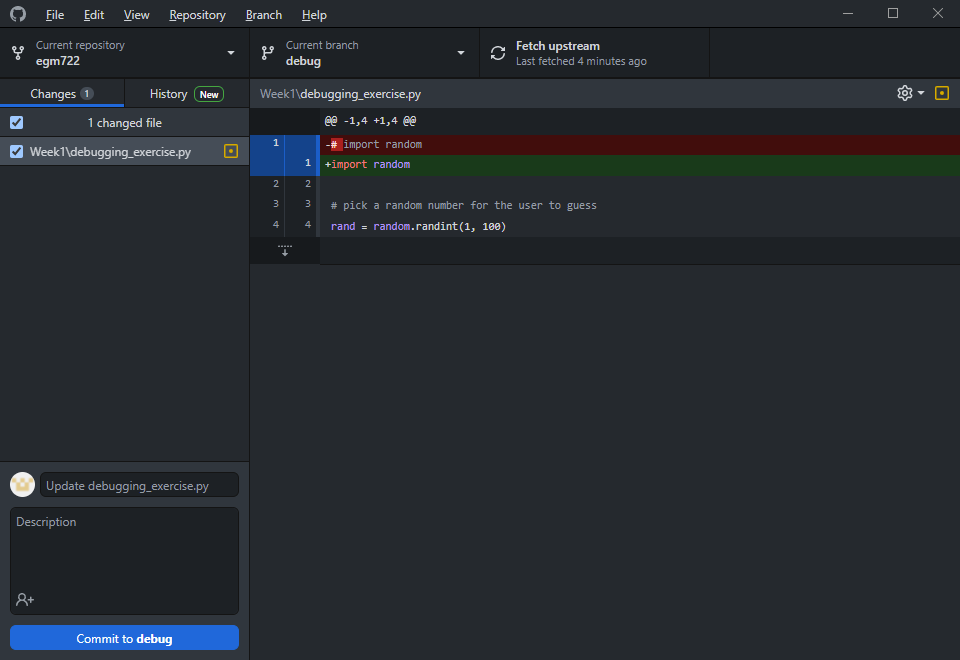 File Edit View Repository Branch Help
Current repository
egm722
Current branch
debug
Fetch upstream
Last fetched 4 minutes ago
Changes 1
History New
Week1\debugging_exercise.py
1 changed file
Week1\debugging_exercise.py
@@ -1,4 +1,4 @@
1 -# import random
1 +import random
2 2
3 3 # pick a random number for the user to guess
4 4 rand = random.randint(1, 100)
Update debugging_exercise.py
Description
Commit to debug